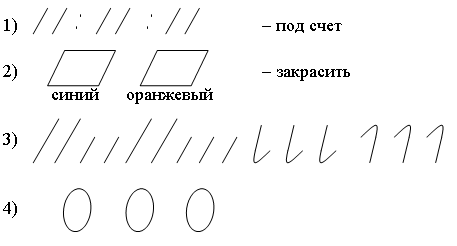 1) – под счет
2) – закрасить
синий оранжевый
3)
4)